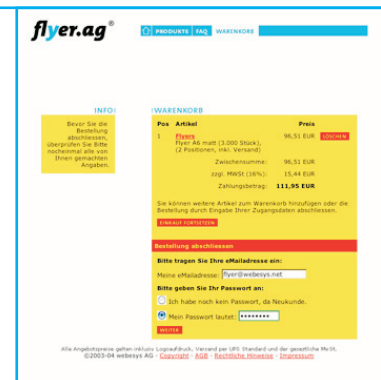 flyer.ag®
PRODUKTE FAQ WARENKORB
INFO!
Bevor Sie die
Bestellung
abschliessen,
überprüfen Sie Bitte
nocheinmal alle von
Ihnen gemachten
Angaben.
!WARENKORB
Pos Artikel Preis
1 Flyers 96,51 EUR LÖSCHEN
Flyer A6 matt (3.000 Stück),
(2 Positionen, inkl. Versand)
Zwischensumme: 96,51 EUR
zzgl. MWSt (16%): 15,44 EUR
Zahlungsbetrag: 111,95 EUR
Sie können weitere Artikel zum Warenkorb hinzufügen oder die
Bestellung durch Eingabe Ihrer Zugangsdaten abschliessen.
EINKAUF FORTSETZEN
Bestellung abschliessen
Bitte tragen Sie Ihre eMailadresse ein:
Meine eMailadresse: flyer@webesys.net
Bitte geben Sie Ihr Passwort an:
Ich habe noch kein Passwort, da Neukunde.
Mein Passwort lautet: ••••••••
WEITER
Alle Angebotspreise gelten inklusiv Logoaufdruck, Versand per UPS Standard und der gesetzliche MwSt.
©2003-04 webesys AG - Copyright - AGB - Rechtliche Hinweise - Impressum